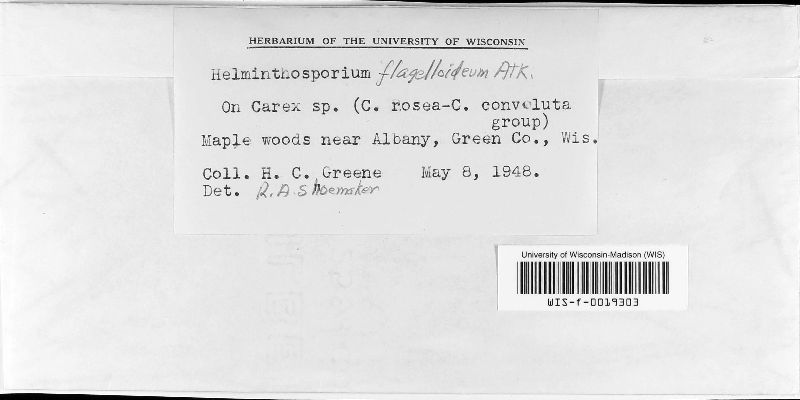 HERBARIUM OF THE UNIVERSITY OF WISCONSIN
Helminthosporium flagelloideum Atk.
On Carex sp. (C. rosea-C. convoluta
group)
Maple woods near Albany, Green Co., Wis.
Coll. H. C. Greene May 8, 1948.
Det. R. A. Shoemaker
University of Wisconsin-Madison (WIS)
WIS-f-0019303